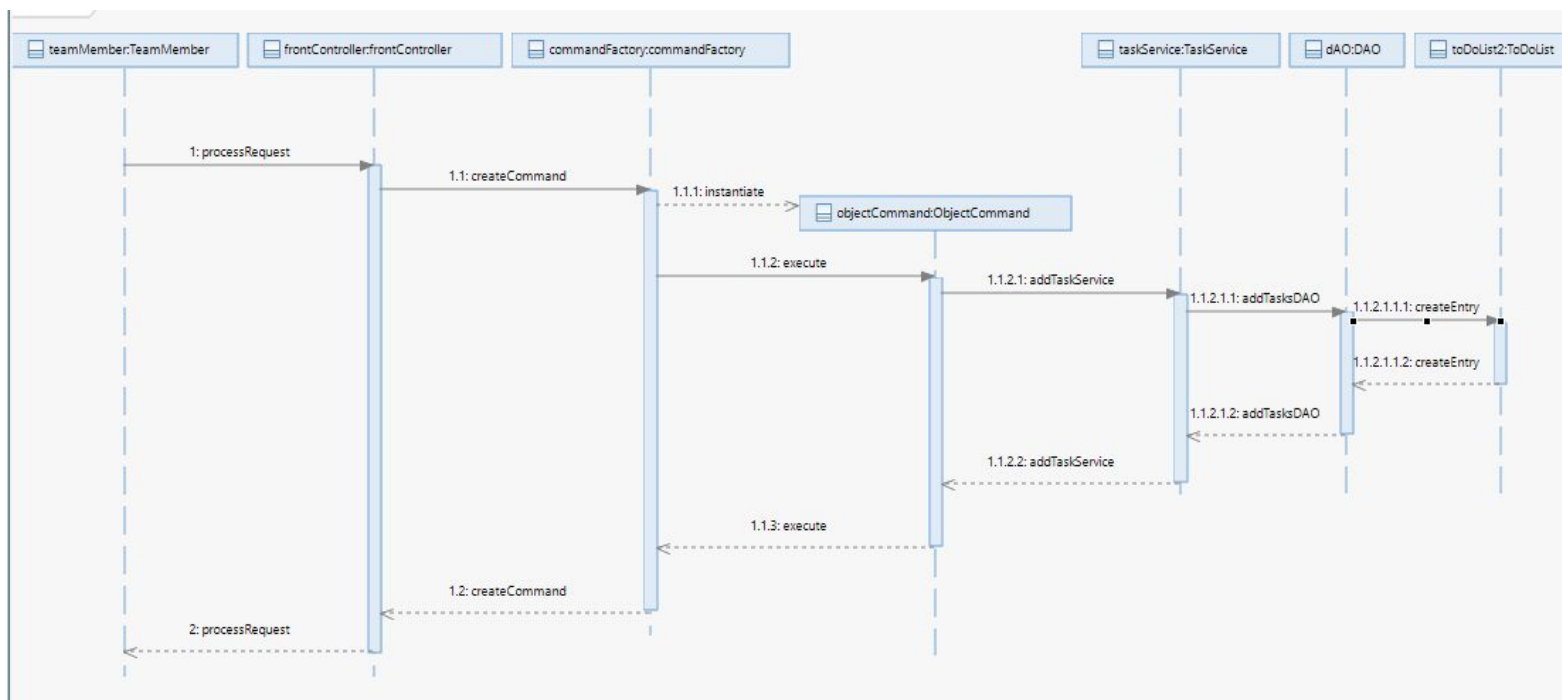 teamMember:TeamMember
frontController:frontController
commandFactory:commandFactory
taskService:TaskService
dAO:DAO
toDoList2:ToDoList
1: processRequest
1.1: createCommand
1.1.1: instantiate
objectCommand:ObjectCommand
1.1.2: execute
1.1.2.1: addTaskService
1.1.2.1.1: addTasksDAO
1.1.2.1.1.1: createEntry
1.1.2.1.1.2: createEntry
1.1.2.1.2: addTasksDAO
1.1.2.2: addTaskService
1.1.3: execute
1.2: createCommand
2: processRequest